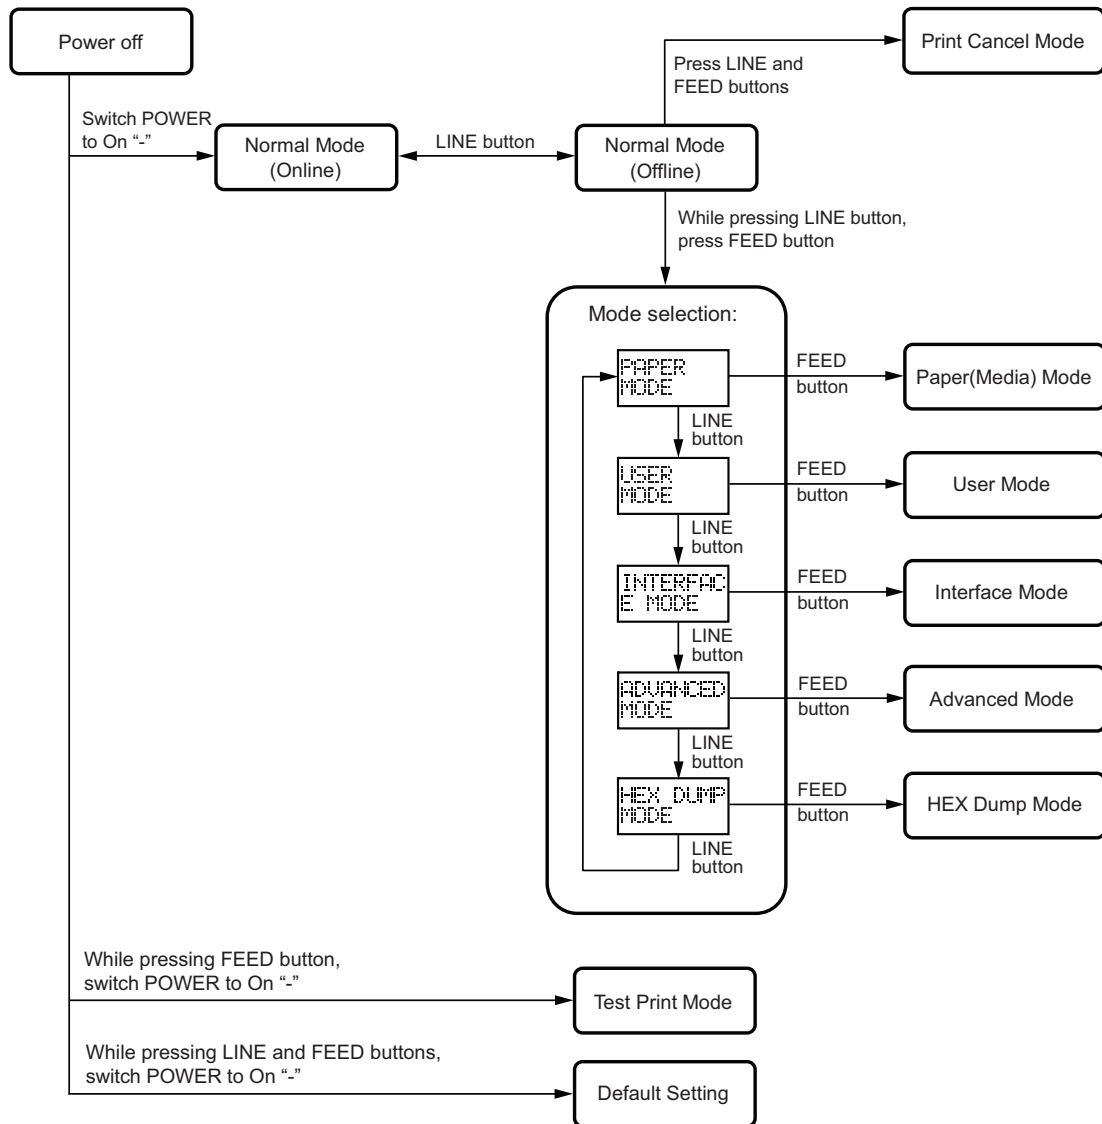 Power off
Print Cancel Mode
Press LINE and
FEED buttons
Switch POWER
to On “-”
Normal Mode
(Online)
LINE button
Normal Mode
(Offline)
While pressing LINE button,
press FEED button
Mode selection:
PAPER
MODE
FEED
button
Paper(Media) Mode
LINE
button
USER
MODE
FEED
button
User Mode
LINE
button
INTERFAC
E MODE
FEED
button
Interface Mode
LINE
button
ADVANCED
MODE
FEED
button
Advanced Mode
LINE
button
HEX DUMP
MODE
FEED
button
HEX Dump Mode
LINE
button
While pressing FEED button,
switch POWER to On “-”
Test Print Mode
While pressing LINE and FEED buttons,
switch POWER to On “-”
Default Setting